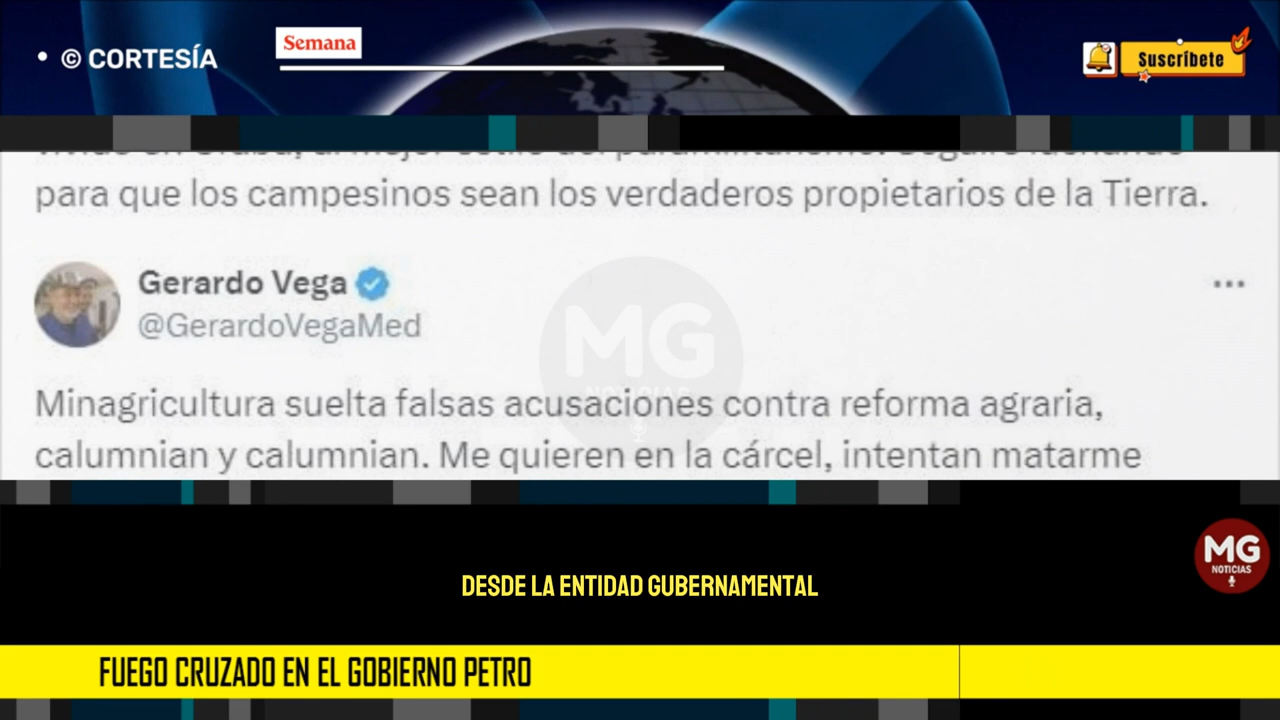 • © CORTESÍA
Semana
Suscríbete
para que los campesinos sean los verdaderos propietarios de la Tierra.
Gerardo Vega
@GerardoVegaMed
Minagricultura suelta falsas acusaciones contra reforma agraria,
calumnian y calumnian. Me quieren en la cárcel, intentan matarme
MG
NOTICIAS
DESDE LA ENTIDAD GUBERNAMENTAL
MG
NOTICIAS
FUEGO CRUZADO EN EL GOBIERNO PETRO